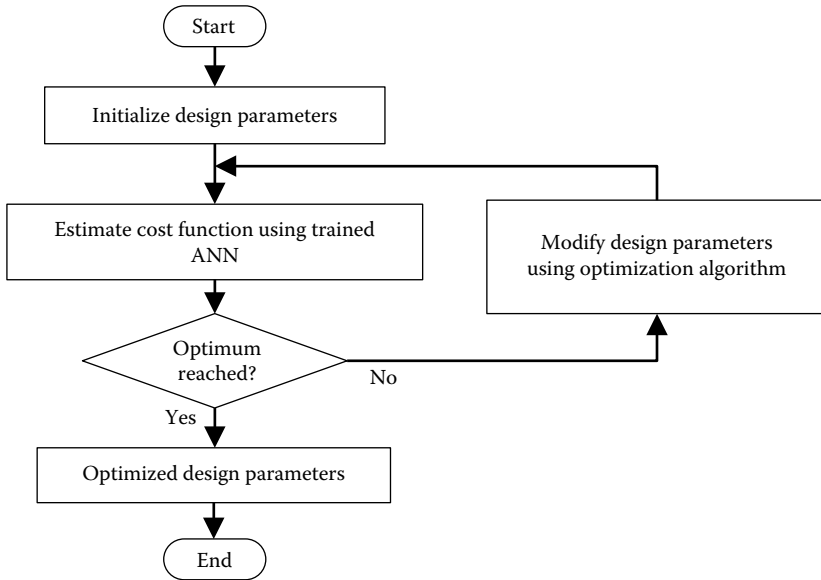 Start
Initialize design parameters
Estimate cost function using trained
ANN
Modify design parameters
using optimization algorithm
Optimum
reached?
No
Yes
Optimized design parameters
End